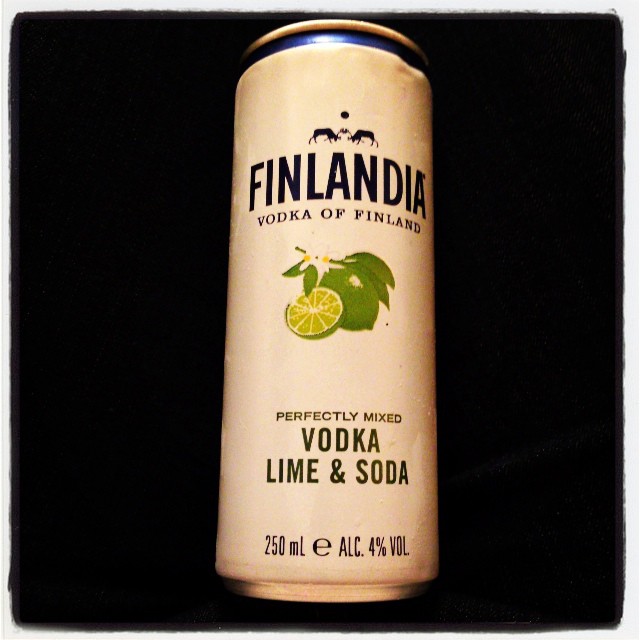 FINLANDIA
VODKA OF FINLAND
PERFECTLY MIXED
VODKA
LIME & SODA
250 mL ℮ ALC. 4% VOL.